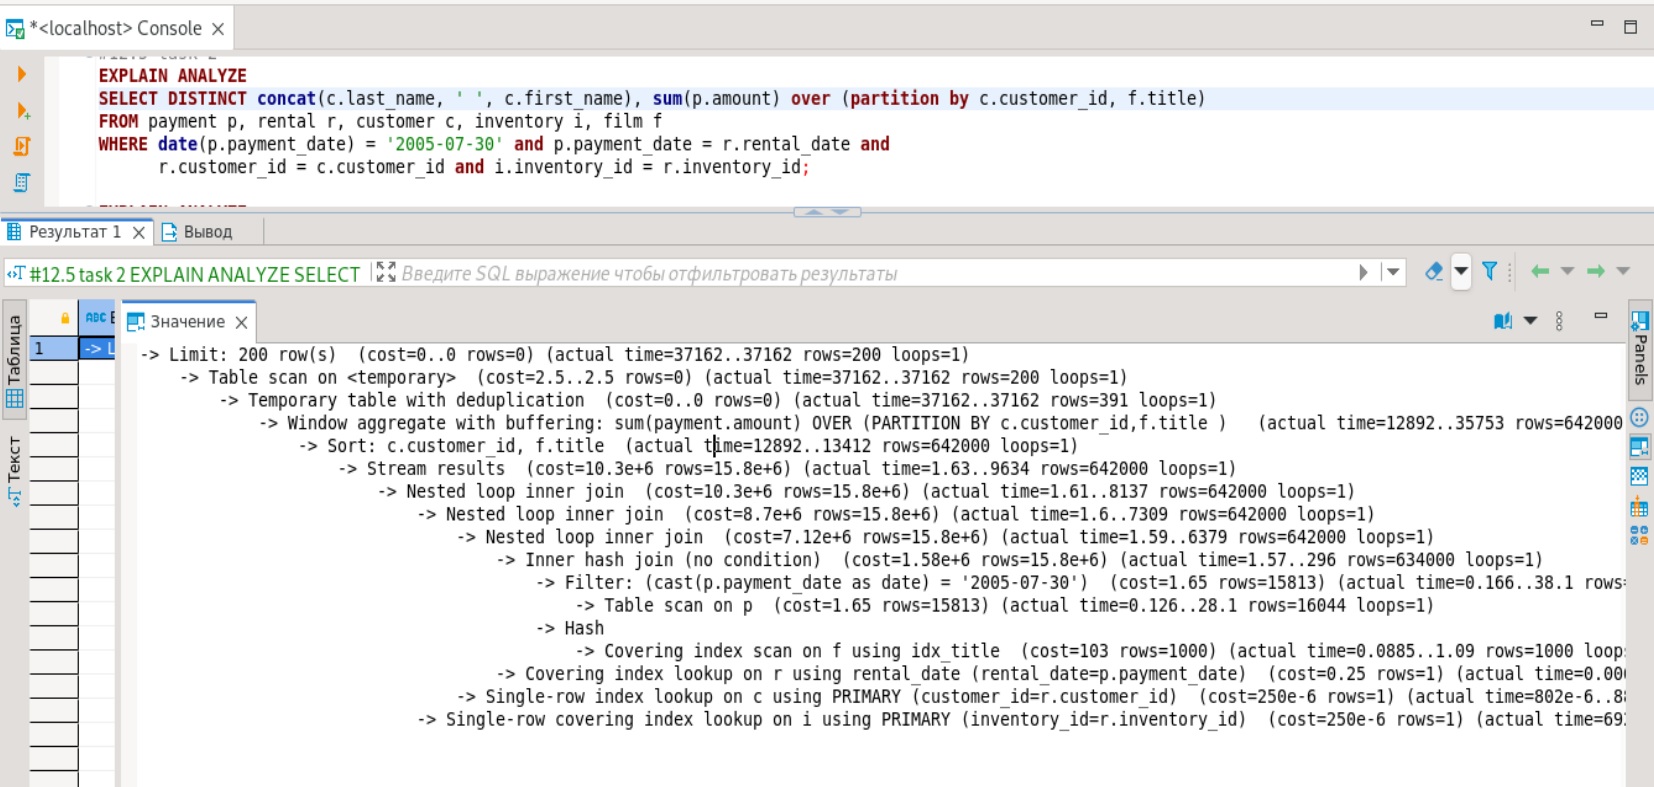 *<localhost> Console
#12.5 task 2
EXPLAIN ANALYZE
SELECT DISTINCT concat(c.last_name, ' ', c.first_name), sum(p.amount) over (partition by c.customer_id, f.title)
FROM payment p, rental r, customer c, inventory i, film f
WHERE date(p.payment_date) = '2005-07-30' and p.payment_date = r.rental_date and
r.customer_id = c.customer_id and i.inventory_id = r.inventory_id;
EXPLAIN ANALYZE
Результат 1
Вывод
#12.5 task 2 EXPLAIN ANALYZE SELECT
Введите SQL выражение чтобы отфильтровать результаты
Таблица
Текст
ABC E
1
-> L
Значение
Panels
-> Limit: 200 row(s) (cost=0..0 rows=0) (actual time=37162..37162 rows=200 loops=1)
-> Table scan on <temporary> (cost=2.5..2.5 rows=0) (actual time=37162..37162 rows=200 loops=1)
-> Temporary table with deduplication (cost=0..0 rows=0) (actual time=37162..37162 rows=391 loops=1)
-> Window aggregate with buffering: sum(payment.amount) OVER (PARTITION BY c.customer_id,f.title ) (actual time=12892..35753 rows=642000
-> Sort: c.customer_id, f.title (actual time=12892..13412 rows=642000 loops=1)
-> Stream results (cost=10.3e+6 rows=15.8e+6) (actual time=1.63..9634 rows=642000 loops=1)
-> Nested loop inner join (cost=10.3e+6 rows=15.8e+6) (actual time=1.61..8137 rows=642000 loops=1)
-> Nested loop inner join (cost=8.7e+6 rows=15.8e+6) (actual time=1.6..7309 rows=642000 loops=1)
-> Nested loop inner join (cost=7.12e+6 rows=15.8e+6) (actual time=1.59..6379 rows=642000 loops=1)
-> Inner hash join (no condition) (cost=1.58e+6 rows=15.8e+6) (actual time=1.57..296 rows=634000 loops=1)
-> Filter: (cast(p.payment_date as date) = '2005-07-30') (cost=1.65 rows=15813) (actual time=0.166..38.1 rows=
-> Table scan on p (cost=1.65 rows=15813) (actual time=0.126..28.1 rows=16044 loops=1)
-> Hash
-> Covering index scan on f using idx_title (cost=103 rows=1000) (actual time=0.0885..1.09 rows=1000 loop
-> Covering index lookup on r using rental_date (rental_date=p.payment_date) (cost=0.25 rows=1) (actual time=0.00
-> Single-row index lookup on c using PRIMARY (customer_id=r.customer_id) (cost=250e-6 rows=1) (actual time=802e-6..8
-> Single-row covering index lookup on i using PRIMARY (inventory_id=r.inventory_id) (cost=250e-6 rows=1) (actual time=69